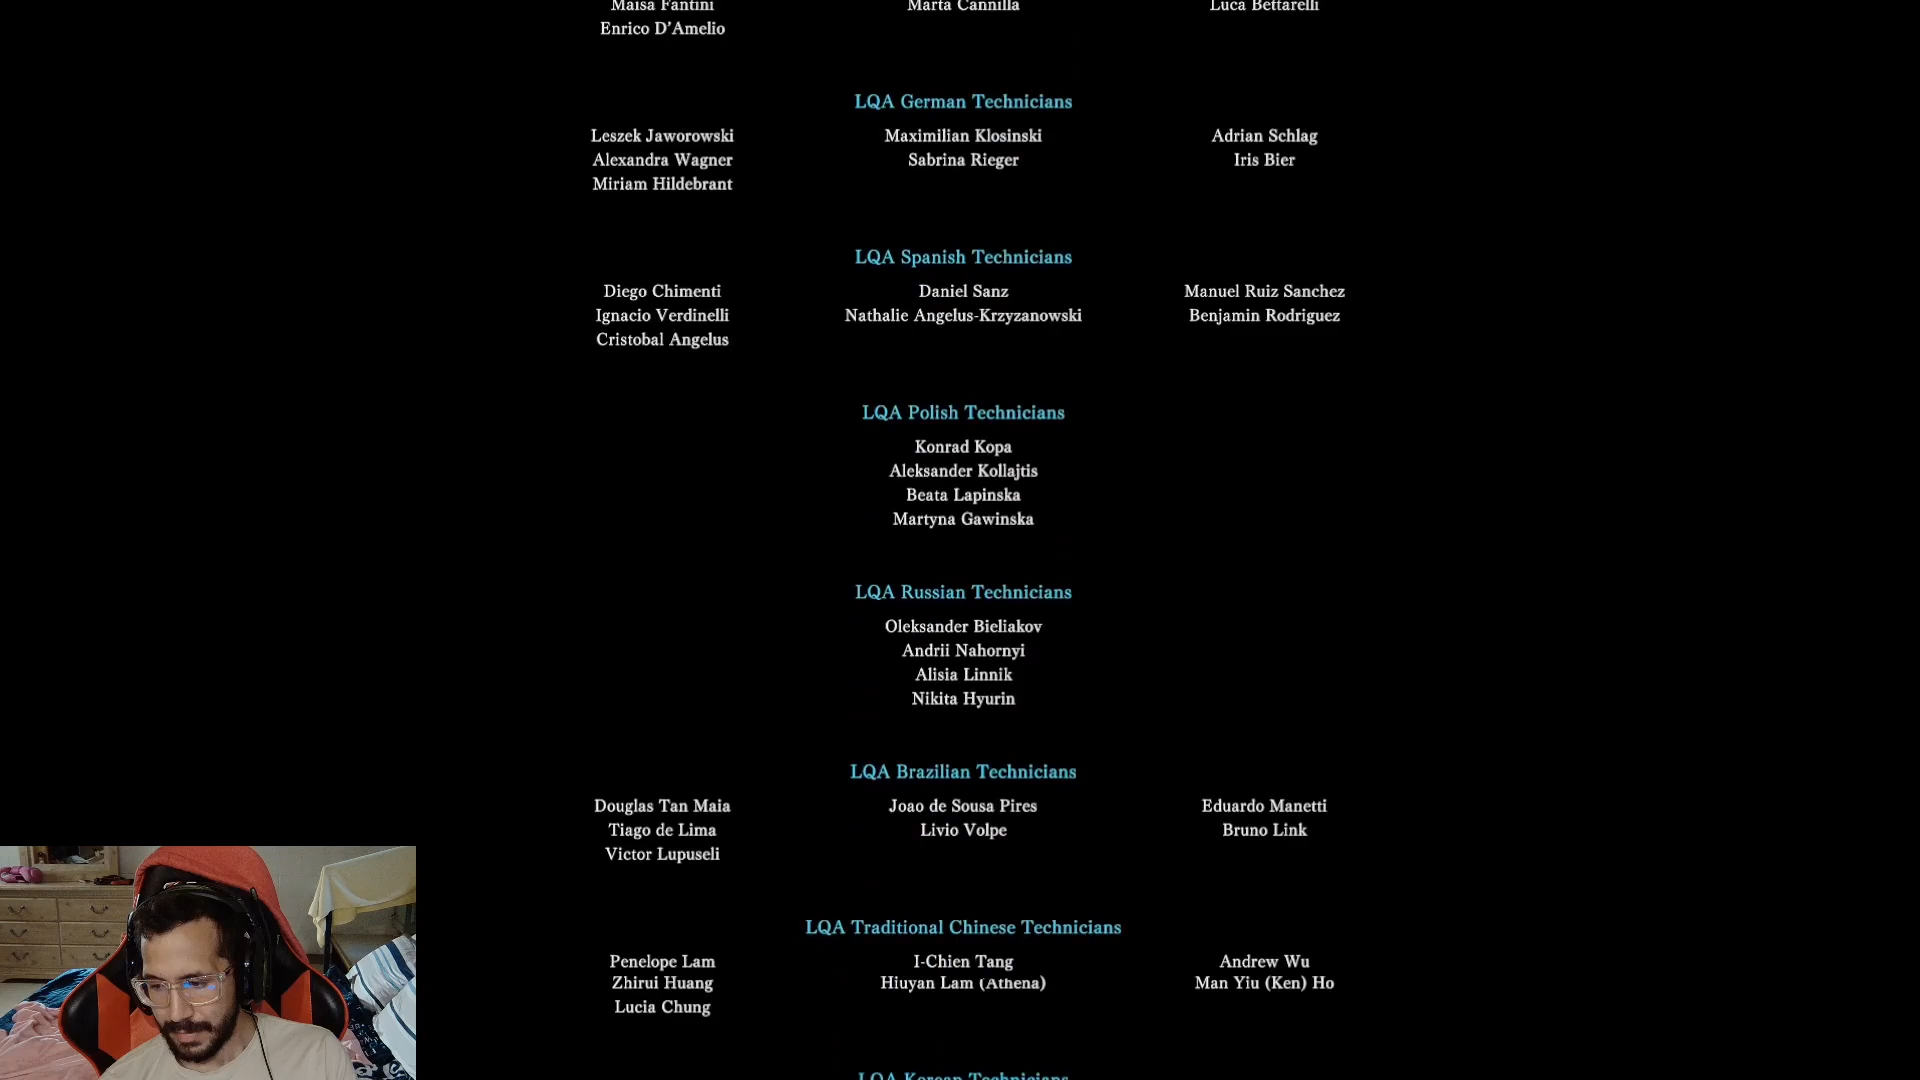 Maisa Fantini Marta Cannilla Luca Bettarelli
Enrico D’Amelio
LQA German Technicians
Leszek Jaworowski Maximilian Klosinski Adrian Schlag
Alexandra Wagner Sabrina Rieger Iris Bier
Miriam Hildebrant
LQA Spanish Technicians
Diego Chimenti Daniel Sanz Manuel Ruiz Sanchez
Ignacio Verdinelli Nathalie Angelus-Krzyzanowski Benjamin Rodriguez
Cristobal Angelus
LQA Polish Technicians
Konrad Kopa
Aleksander Kollajtis
Beata Lapinska
Martyna Gawinska
LQA Russian Technicians
Oleksander Bieliakov
Andrii Nahornyi
Alisia Linnik
Nikita Hyurin
LQA Brazilian Technicians
Douglas Tan Maia Joao de Sousa Pires Eduardo Manetti
Tiago de Lima Livio Volpe Bruno Link
Victor Lupuseli
LQA Traditional Chinese Technicians
Penelope Lam I-Chien Tang Andrew Wu
Zhirui Huang Hiuyan Lam (Athena) Man Yiu (Ken) Ho
Lucia Chung
LQA Korean Technicians